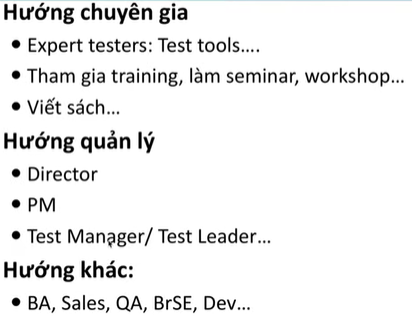 Hướng chuyên gia
• Expert testers: Test tools....
• Tham gia training, làm seminar, workshop...
• Viết sách...
Hướng quản lý
• Director
• PM
• Test Manager/ Test Leader...
Hướng khác:
• BA, Sales, QA, BrSE, Dev...